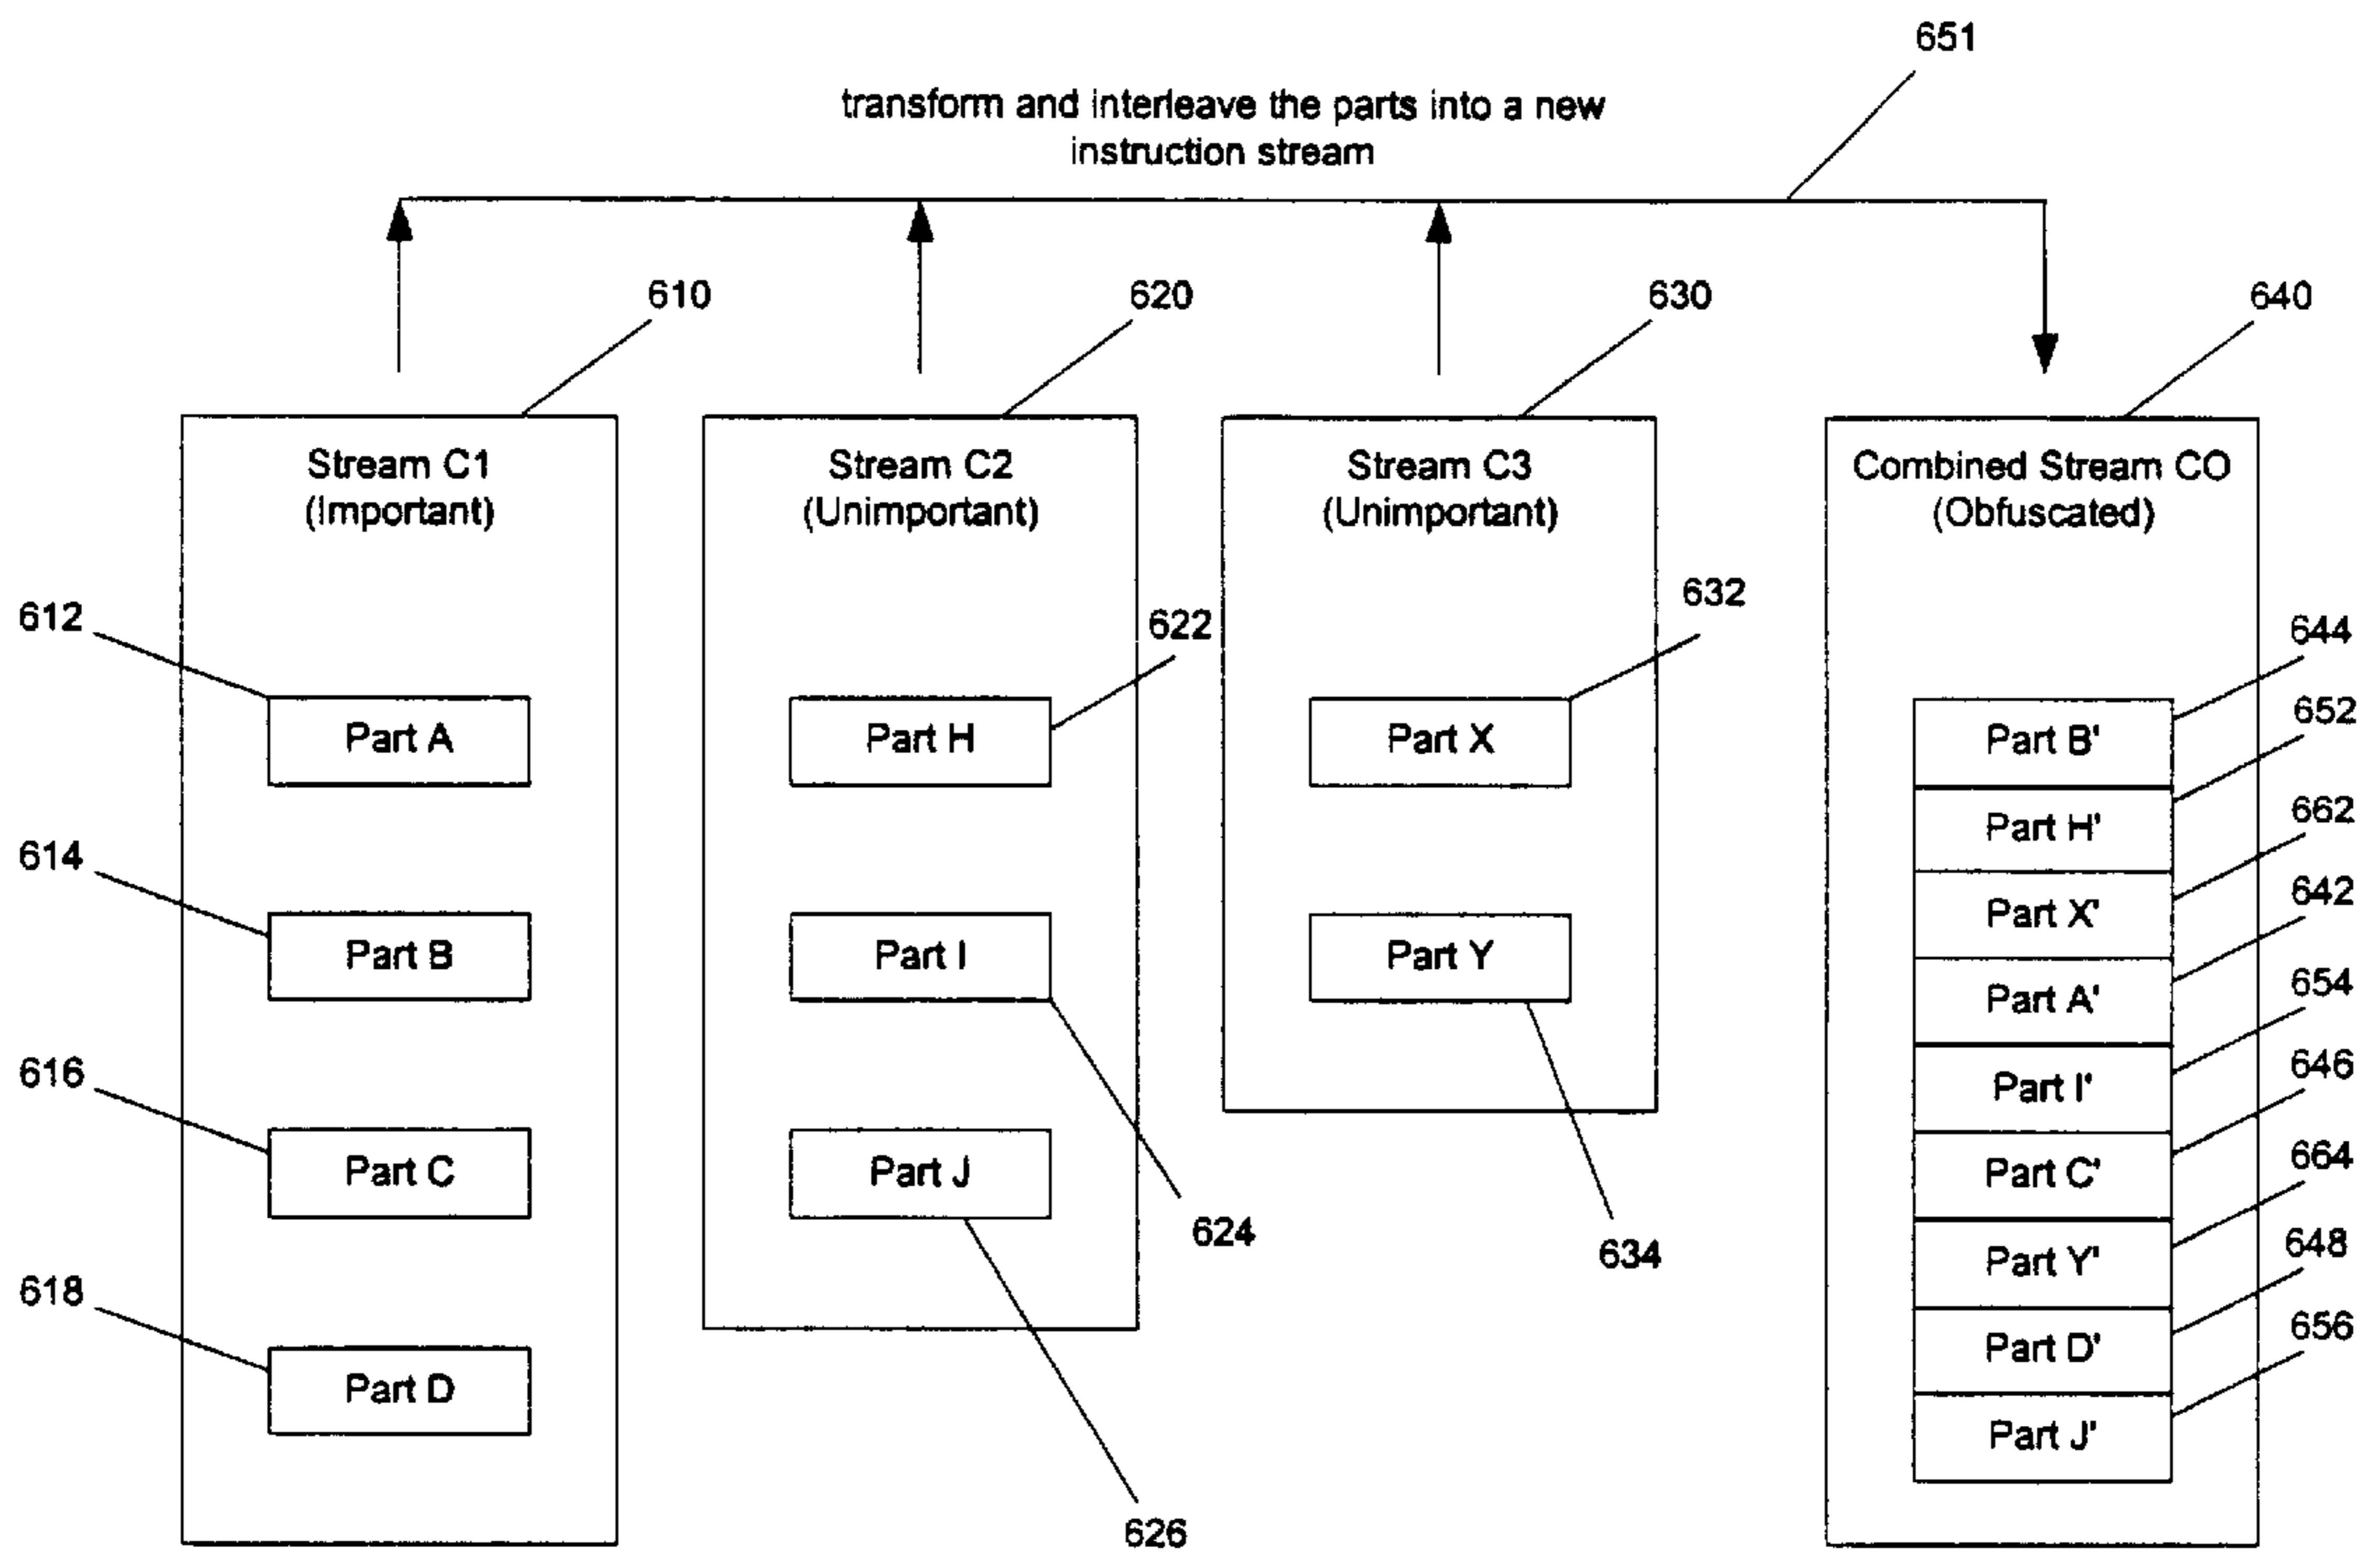 651
transform and interleave the parts into a new
instruction stream
610
620
630
640
Stream C1
(Important)
612
Part A
614
Part B
616
Part C
618
Part D
Stream C2
(Unimportant)
622
Part H
Part I
624
Part J
626
Stream C3
(Unimportant)
632
Part X
Part Y
634
Combined Stream CO
(Obfuscated)
644
Part B'
652
Part H'
662
Part X'
642
Part A'
654
Part I'
646
Part C'
664
Part Y'
648
Part D'
656
Part J'